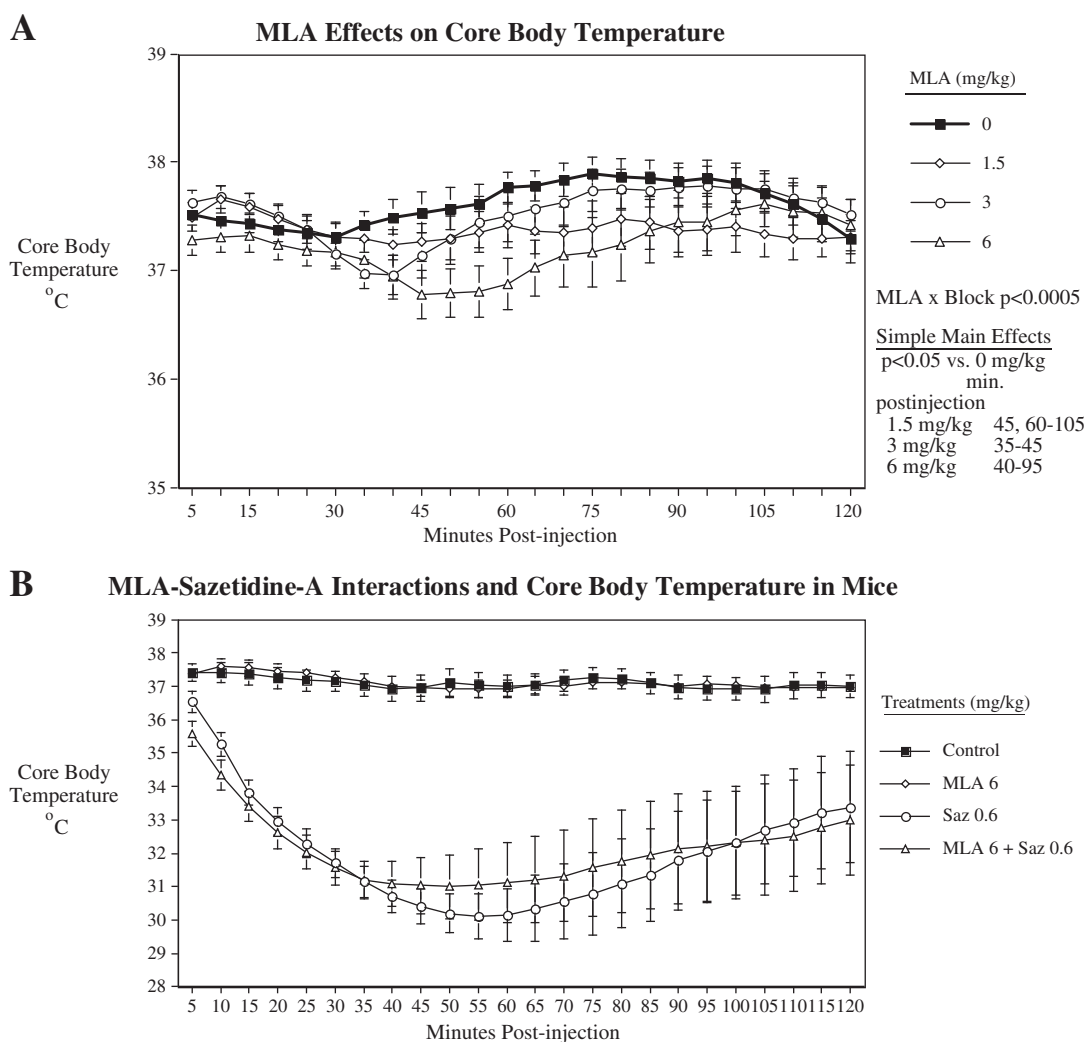 A
MLA Effects on Core Body Temperature
39
38
37
36
35
Core Body
Temperature
°C
5 15 30 45 60 75 90 105 120
Minutes Post-injection
MLA (mg/kg)
0
1.5
3
6
MLA x Block p<0.0005
Simple Main Effects
p<0.05 vs. 0 mg/kg
min.
postinjection
1.5 mg/kg 45, 60-105
3 mg/kg 35-45
6 mg/kg 40-95
B
MLA-Sazetidine-A Interactions and Core Body Temperature in Mice
39
38
37
36
35
34
33
32
31
30
29
28
Core Body
Temperature
°C
5 10 15 20 25 30 35 40 45 50 55 60 65 70 75 80 85 90 95 100 105 110 115 120
Minutes Post-injection
Treatments (mg/kg)
Control
MLA 6
Saz 0.6
MLA 6 + Saz 0.6